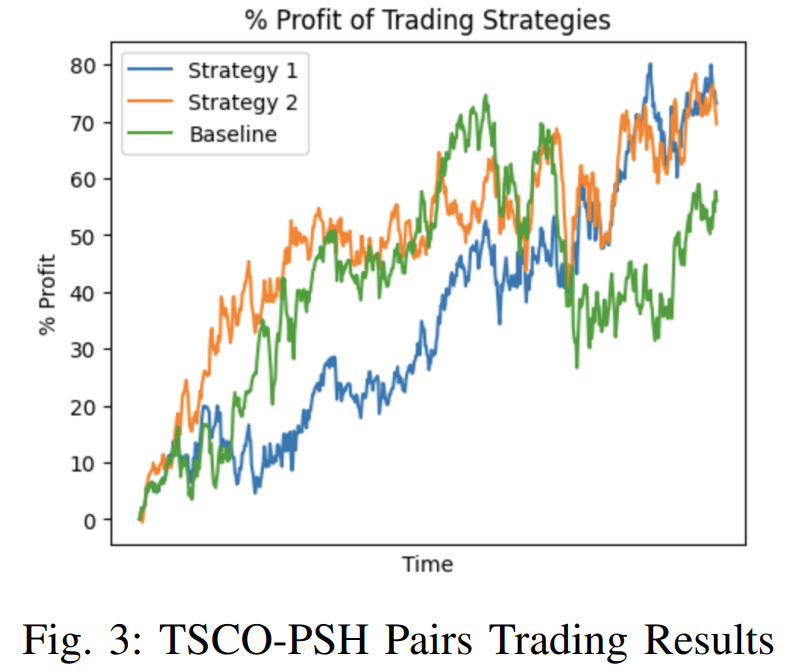 % Profit of Trading Strategies
80
70
60
50
40
30
20
10
0
% Profit
Strategy 1
Strategy 2
Baseline
Time
Fig. 3: TSCO-PSH Pairs Trading Results